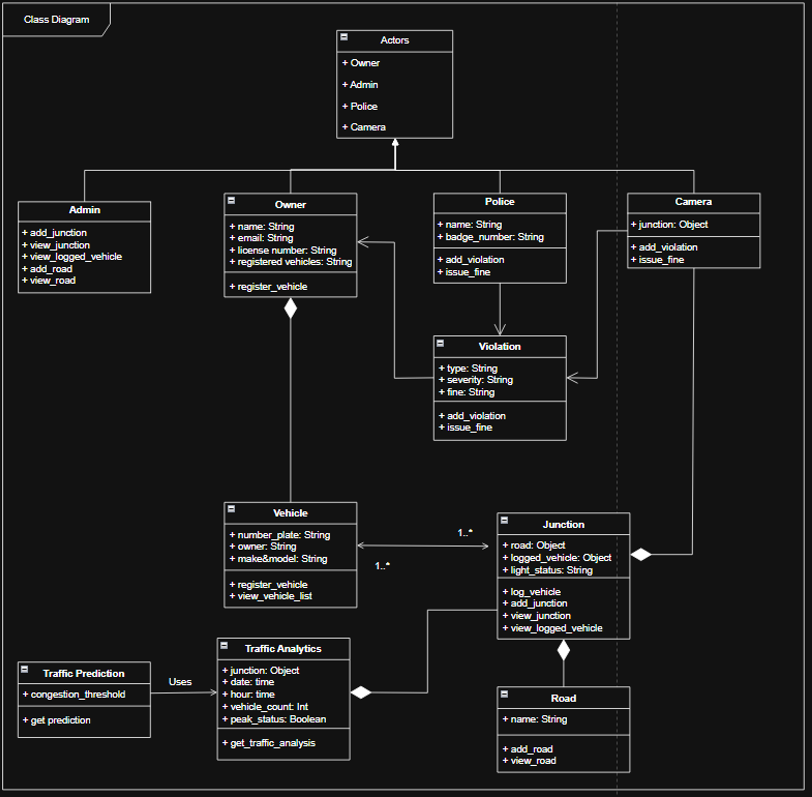 Class Diagram
Actors
+ Owner
+ Admin
+ Police
+ Camera
Admin
+ add_junction
+ view_junction
+ view_logged_vehicle
+ add_road
+ view_road
Owner
+ name: String
+ email: String
+ license number: String
+ registered vehicles: String
+ register_vehicle
Police
+ name: String
+ badge_number: String
+ add_violation
+ issue_fine
Camera
+ junction: Object
+ add_violation
+ issue_fine
Violation
+ type: String
+ severity: String
+ fine: String
+ add_violation
+ issue_fine
Vehicle
+ number_plate: String
+ owner: String
+ make&model: String
+ register_vehicle
+ view_vehicle_list
1..*
1..*
Junction
+ road: Object
+ logged_vehicle: Object
+ light_status: String
+ log_vehicle
+ add_junction
+ view_junction
+ view_logged_vehicle
Traffic Prediction
+ congestion_threshold
+ get prediction
Uses
Traffic Analytics
+ junction: Object
+ date: time
+ hour: time
+ vehicle_count: Int
+ peak_status: Boolean
+ get_traffic_analysis
Road
+ name: String
+ add_road
+ view_road